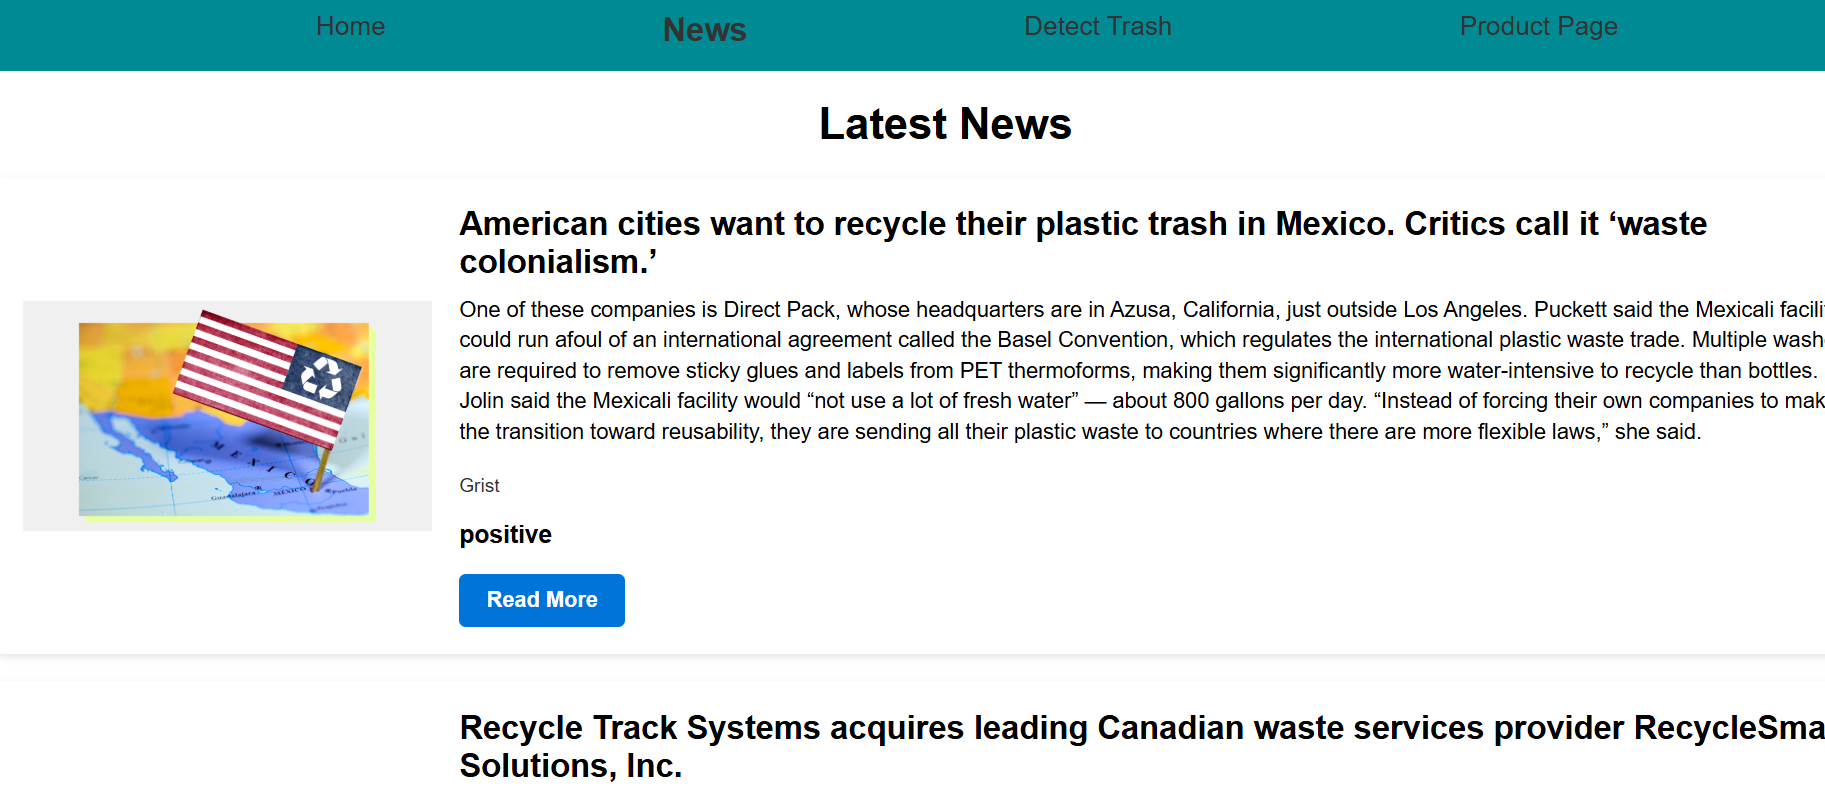 Home News Detect Trash Product Page
Latest News
American cities want to recycle their plastic trash in Mexico. Critics call it ‘waste
colonialism.’
One of these companies is Direct Pack, whose headquarters are in Azusa, California, just outside Los Angeles. Puckett said the Mexicali facili
could run afoul of an international agreement called the Basel Convention, which regulates the international plastic waste trade. Multiple wash
are required to remove sticky glues and labels from PET thermoforms, making them significantly more water-intensive to recycle than bottles.
Jolin said the Mexicali facility would “not use a lot of fresh water” — about 800 gallons per day. “Instead of forcing their own companies to mak
the transition toward reusability, they are sending all their plastic waste to countries where there are more flexible laws,” she said.
MEXICO
Guadalajara MÉXICO Puebla
Grist
positive
Read More
Recycle Track Systems acquires leading Canadian waste services provider RecycleSma
Solutions, Inc.